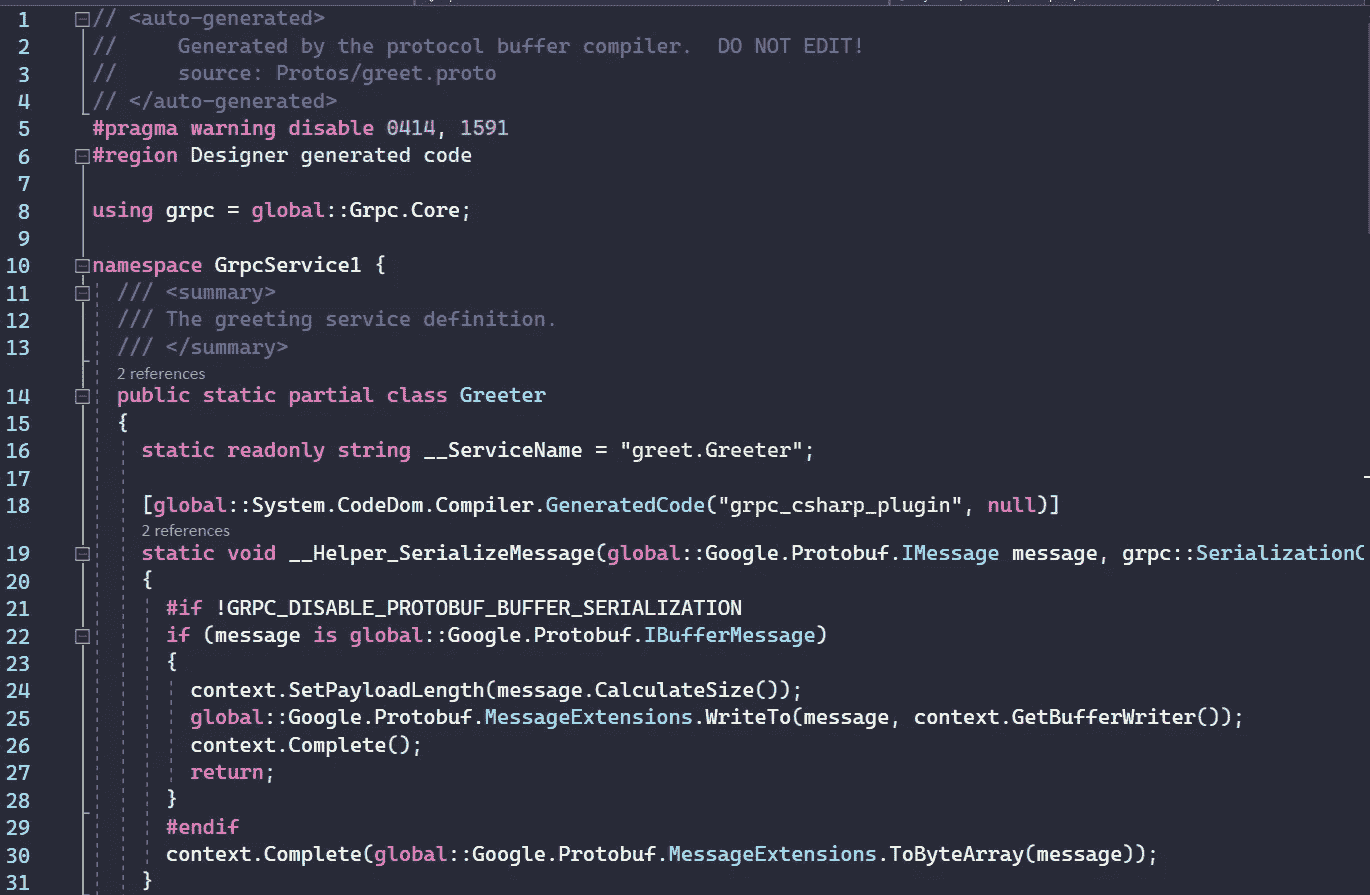 1 // <auto-generated>
2 //     Generated by the protocol buffer compiler.  DO NOT EDIT!
3 //     source: Protos/greet.proto
4 // </auto-generated>
5 #pragma warning disable 0414, 1591
6 #region Designer generated code
7
8 using grpc = global::Grpc.Core;
9
10 namespace GrpcService1 {
11   /// <summary>
12   /// The greeting service definition.
13   /// </summary>
2 references
14   public static partial class Greeter
15   {
16     static readonly string __ServiceName = "greet.Greeter";
17
18     [global::System.CodeDom.Compiler.GeneratedCode("grpc_csharp_plugin", null)]
2 references
19     static void __Helper_SerializeMessage(global::Google.Protobuf.IMessage message, grpc::SerializationC
20     {
21       #if !GRPC_DISABLE_PROTOBUF_BUFFER_SERIALIZATION
22       if (message is global::Google.Protobuf.IBufferMessage)
23       {
24         context.SetPayloadLength(message.CalculateSize());
25         global::Google.Protobuf.MessageExtensions.WriteTo(message, context.GetBufferWriter());
26         context.Complete();
27         return;
28       }
29       #endif
30       context.Complete(global::Google.Protobuf.MessageExtensions.ToByteArray(message));
31     }